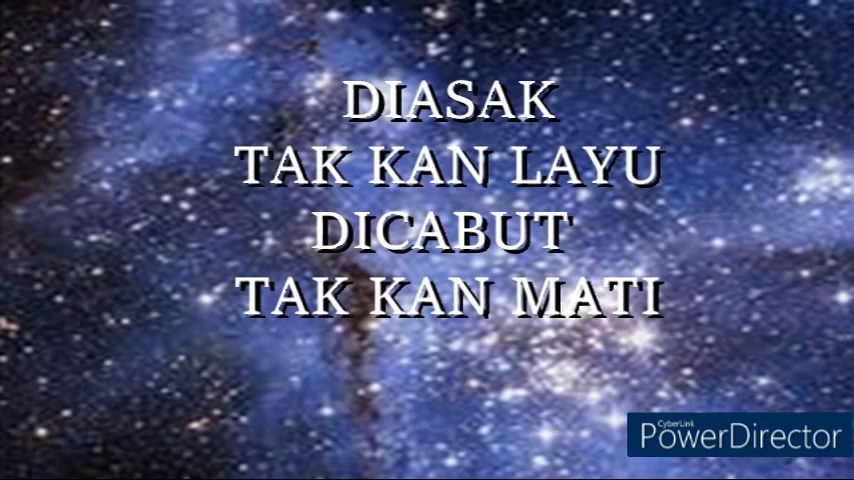 DIASAK
TAK KAN LAYU
DICABUT
TAK KAN MATI
CyberLink
PowerDirector